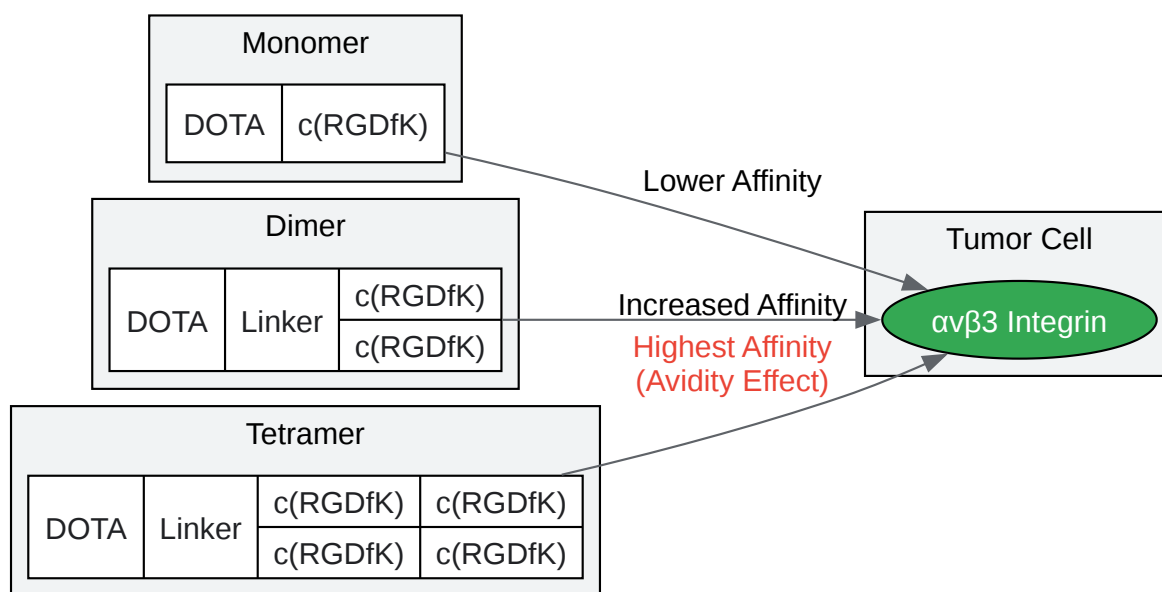 Monomer
DOTA
c(RGDfK)
Lower Affinity
Dimer
DOTA
Linker
c(RGDfK)
c(RGDfK)
Increased Affinity
Highest Affinity
(Avidity Effect)
Tumor Cell
αvβ3 Integrin
Tetramer
DOTA
Linker
c(RGDfK)
c(RGDfK)
c(RGDfK)
c(RGDfK)